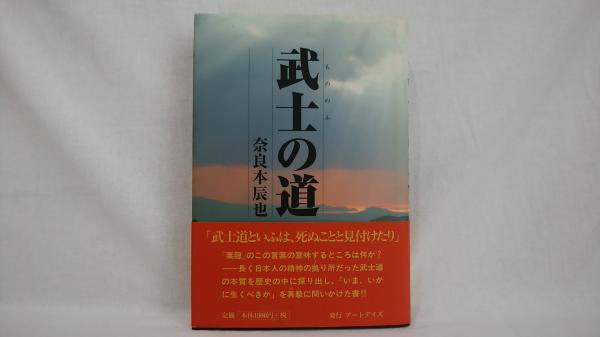 武士の道
もののふ
奈良本辰也
「武士道といふは、死ぬことと見付けたり」
「葉隠」のこの言葉の意味するところは何か?
──長く日本人の精神の拠り所だった武士道
の本質を歴史の中に探り出し、「いま、いか
に生くべきか」を真摯に問いかけた書!!
定価 本体1900円+税
発行 アートデイズ